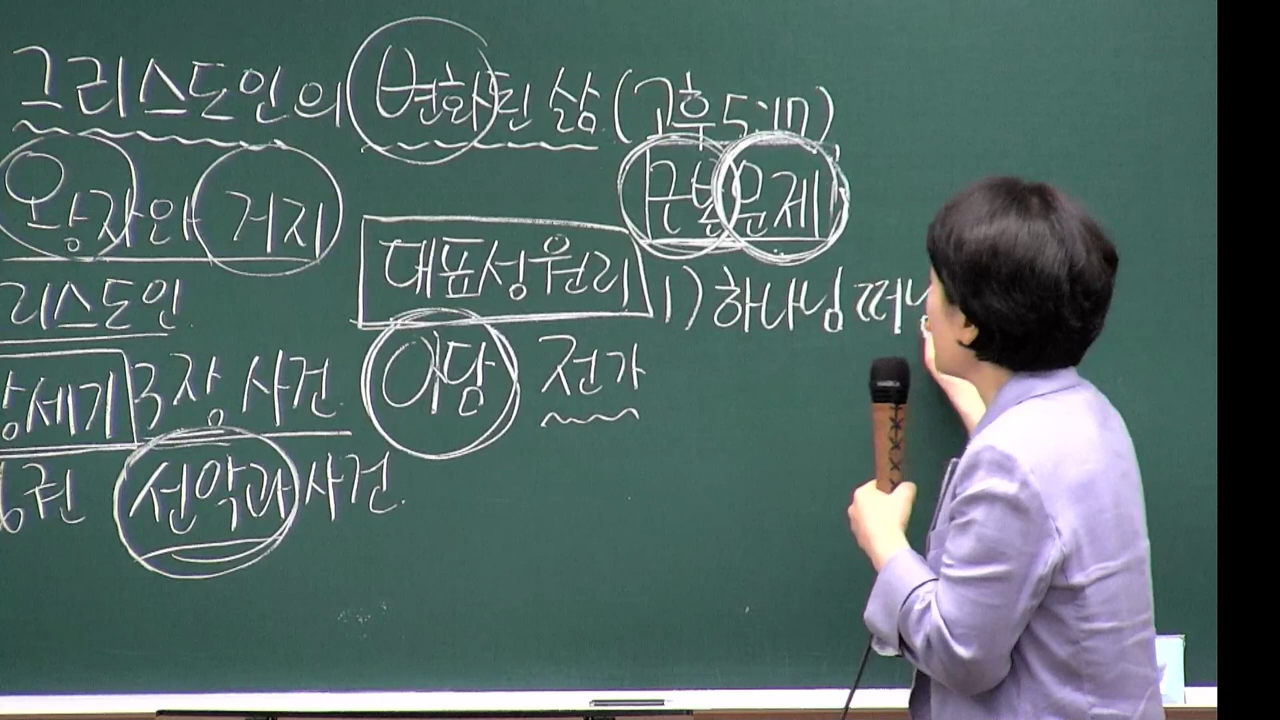 그리스도인의 변화된 삶 (고후 5:17)
왕자와 거지
근본문제
대표성원리
1) 하나님 떠나
리스도인
창세기 3장 사건
아담 전가
6권 선악과 사건.